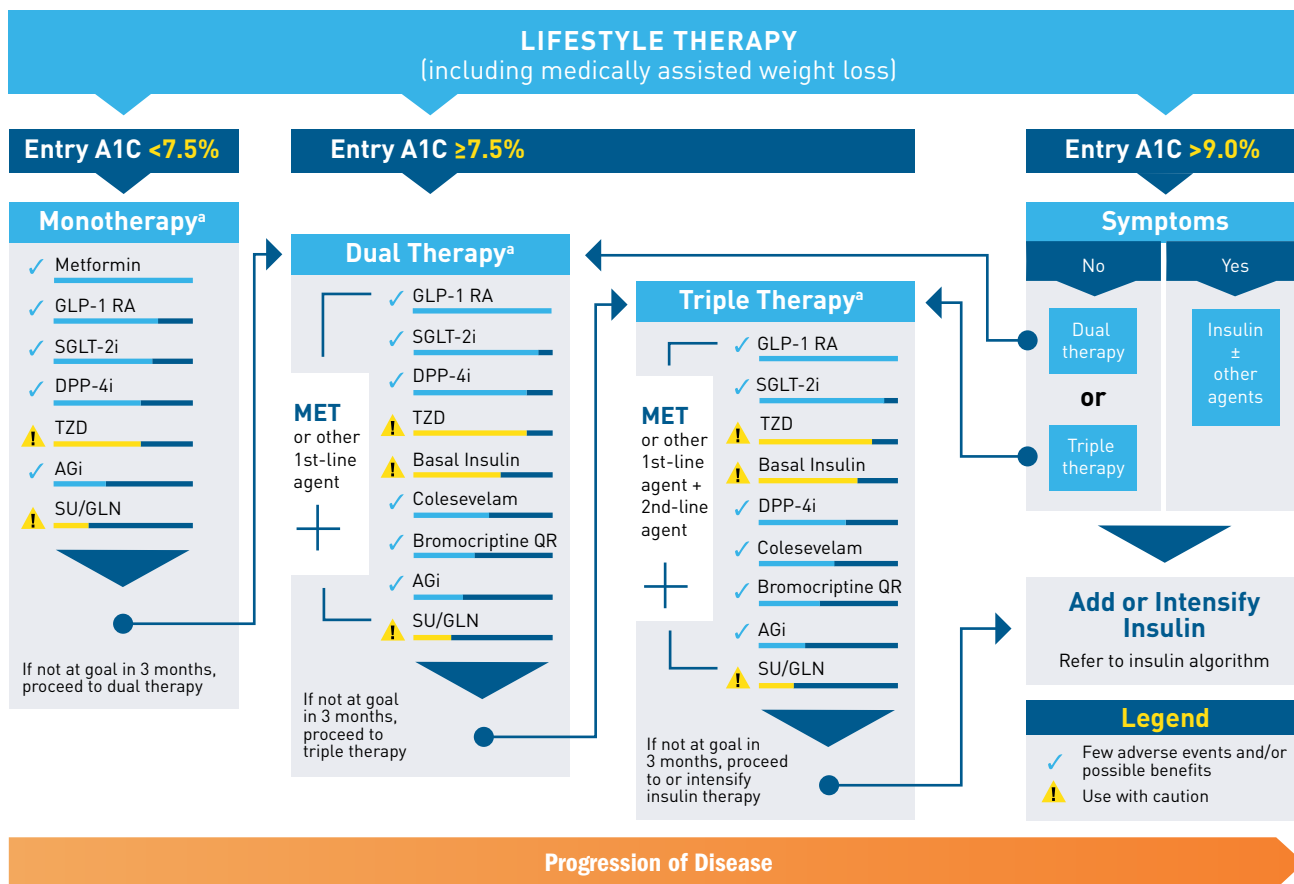 LIFESTYLE THERAPY
(including medically assisted weight loss)
Entry A1C <7.5%
Monotherapyᵃ
Metformin
GLP-1 RA
SGLT-2i
DPP-4i
TZD
AGi
SU/GLN
If not at goal in 3 months,
proceed to dual therapy
Entry A1C ≥7.5%
Dual Therapyᵃ
MET
or other
1st-line
agent
+
GLP-1 RA
SGLT-2i
DPP-4i
TZD
Basal Insulin
Colesevelam
Bromocriptine QR
AGi
SU/GLN
If not at goal
in 3 months,
proceed to
triple therapy
Triple Therapyᵃ
MET
or other
1st-line
agent +
2nd-line
agent
+
GLP-1 RA
SGLT-2i
TZD
Basal Insulin
DPP-4i
Colesevelam
Bromocriptine QR
AGi
SU/GLN
If not at goal in
3 months, proceed
to or intensify
insulin therapy
Entry A1C >9.0%
Symptoms
No
Dual
therapy
or
Triple
therapy
Yes
Insulin
±
other
agents
Add or Intensify
Insulin
Refer to insulin algorithm
Legend
Few adverse events and/or
possible benefits
Use with caution
Progression of Disease